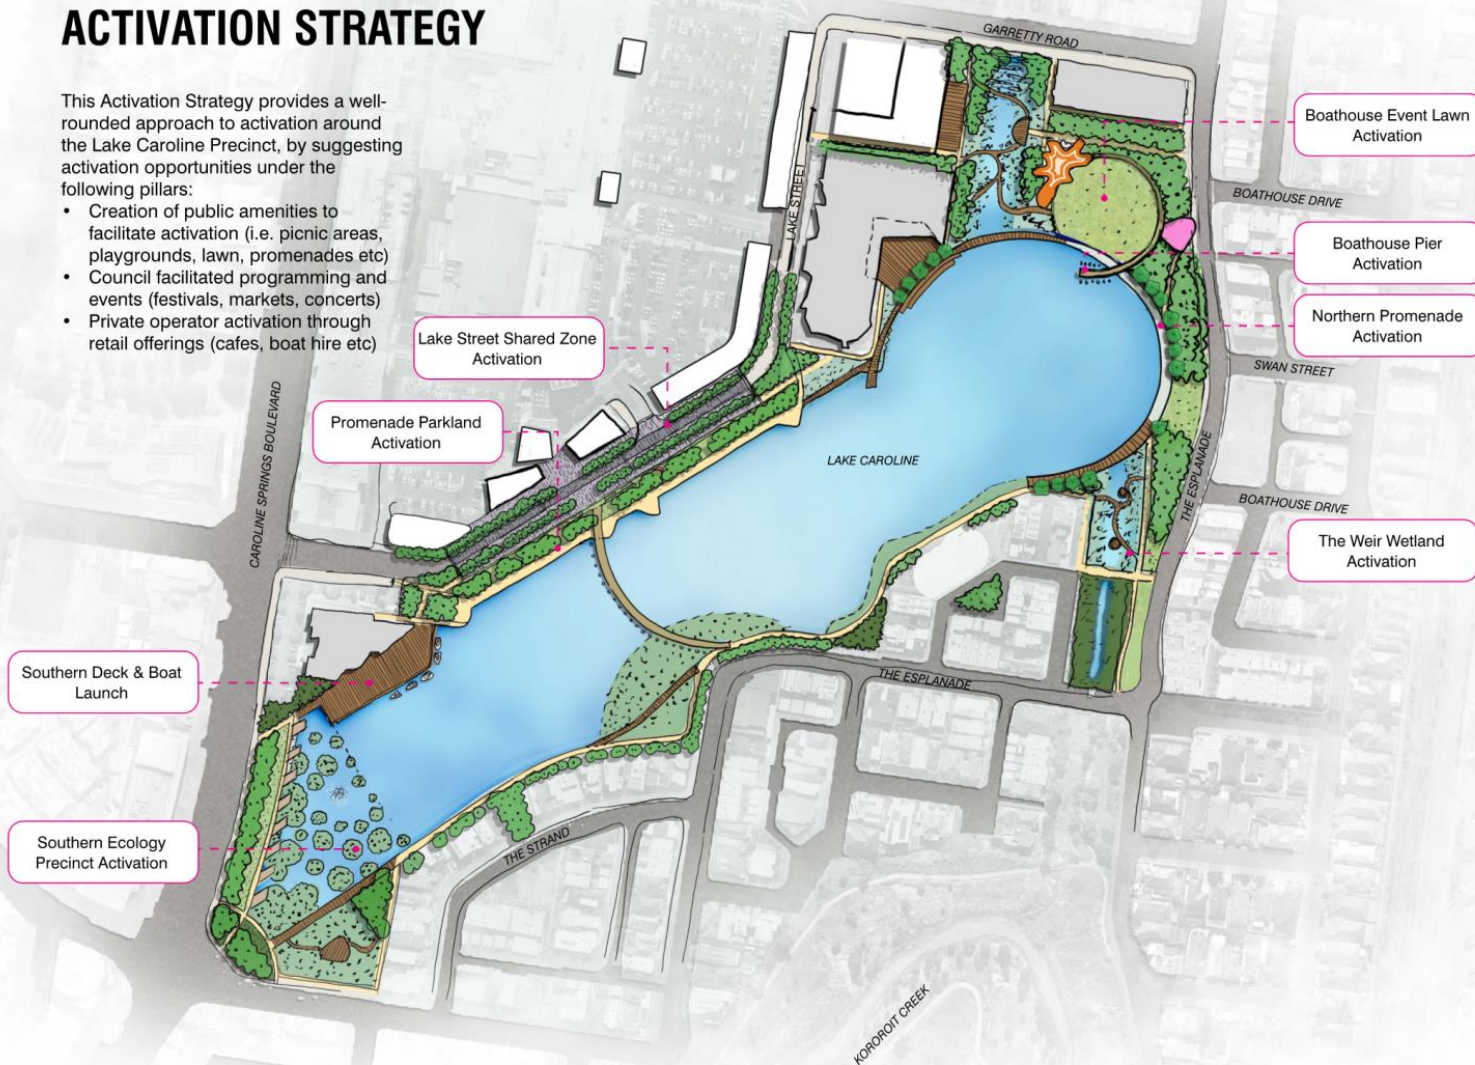 ACTIVATION STRATEGY
This Activation Strategy provides a well-
rounded approach to activation around
the Lake Caroline Precinct, by suggesting
activation opportunities under the
following pillars:
• Creation of public amenities to
facilitate activation (i.e. picnic areas,
playgrounds, lawn, promenades etc)
• Council facilitated programming and
events (festivals, markets, concerts)
• Private operator activation through
retail offerings (cafes, boat hire etc)
GARRETTY ROAD
Boathouse Event Lawn
Activation
BOATHOUSE DRIVE
LAKE STREET
Boathouse Pier
Activation
Northern Promenade
Activation
Lake Street Shared Zone
Activation
SWAN STREET
Promenade Parkland
Activation
CAROLINE SPRINGS BOULEVARD
LAKE CAROLINE
THE ESPLANADE
BOATHOUSE DRIVE
The Weir Wetland
Activation
Southern Deck & Boat
Launch
THE ESPLANADE
Southern Ecology
Precinct Activation
THE STRAND
KOROROIT CREEK